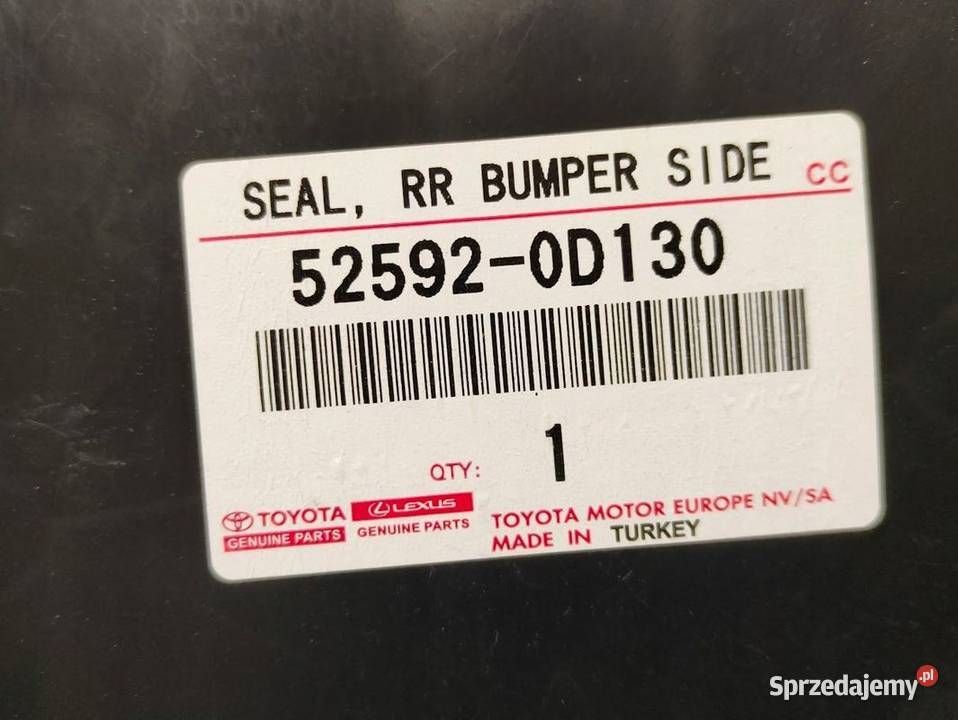 SEAL, RR BUMPER SIDE CC
52592-0D130
QTY: 1
TOYOTA
GENUINE PARTS
LEXUS
GENUINE PARTS
TOYOTA MOTOR EUROPE NV/SA
MADE IN TURKEY
Sprzedajemy.pl